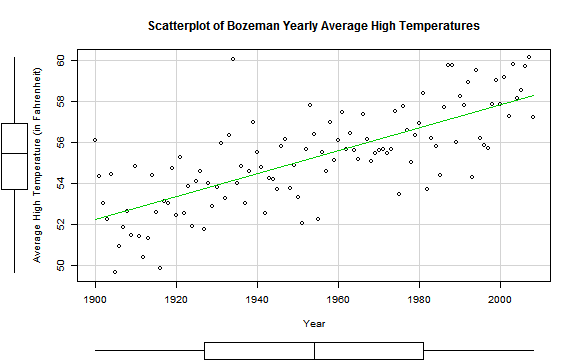 Scatterplot of Bozeman Yearly Average High Temperatures
Average High Temperature (in Fahrenheit)
60
58
56
54
52
50
1900 1920 1940 1960 1980 2000
Year